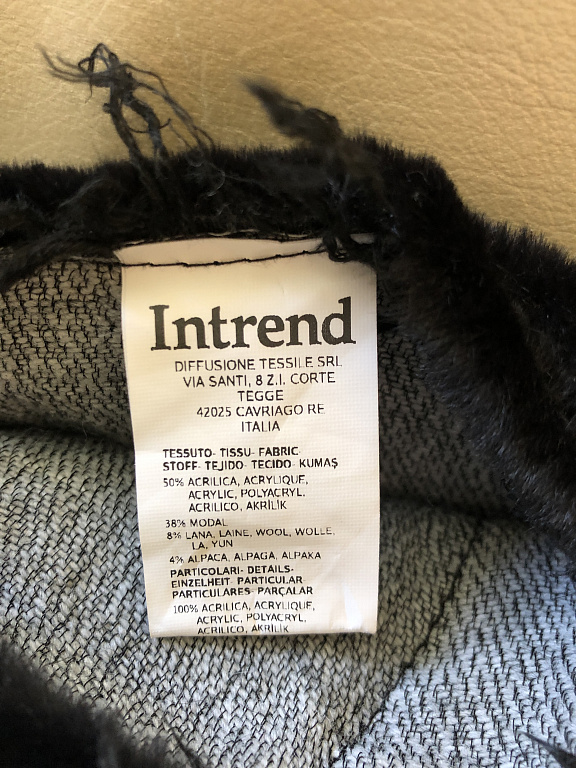 Intrend
DIFFUSIONE TESSILE SRL
VIA SANTI, 8 Z.I. CORTE
TEGGE
42025 CAVRIAGO RE
ITALIA
TESSUTO- TISSU- FABRIC-
STOFF- TEJIDO- TECIDO- KUMAŞ
50% ACRILICA, ACRYLIQUE,
ACRYLIC, POLYACRYL,
ACRILICO, AKRİLİK
38% MODAL
8% LANA, LAINE, WOOL, WOLLE,
LA, YUN
4% ALPACA, ALPAGA, ALPAKA
PARTICOLARI- DETAILS-
EINZELHEIT- PARTICULAR
PARTICULARES- PARÇALAR
100% ACRILICA, ACRYLIQUE,
ACRYLIC, POLYACRYL,
ACRILICO, AKRİLİK